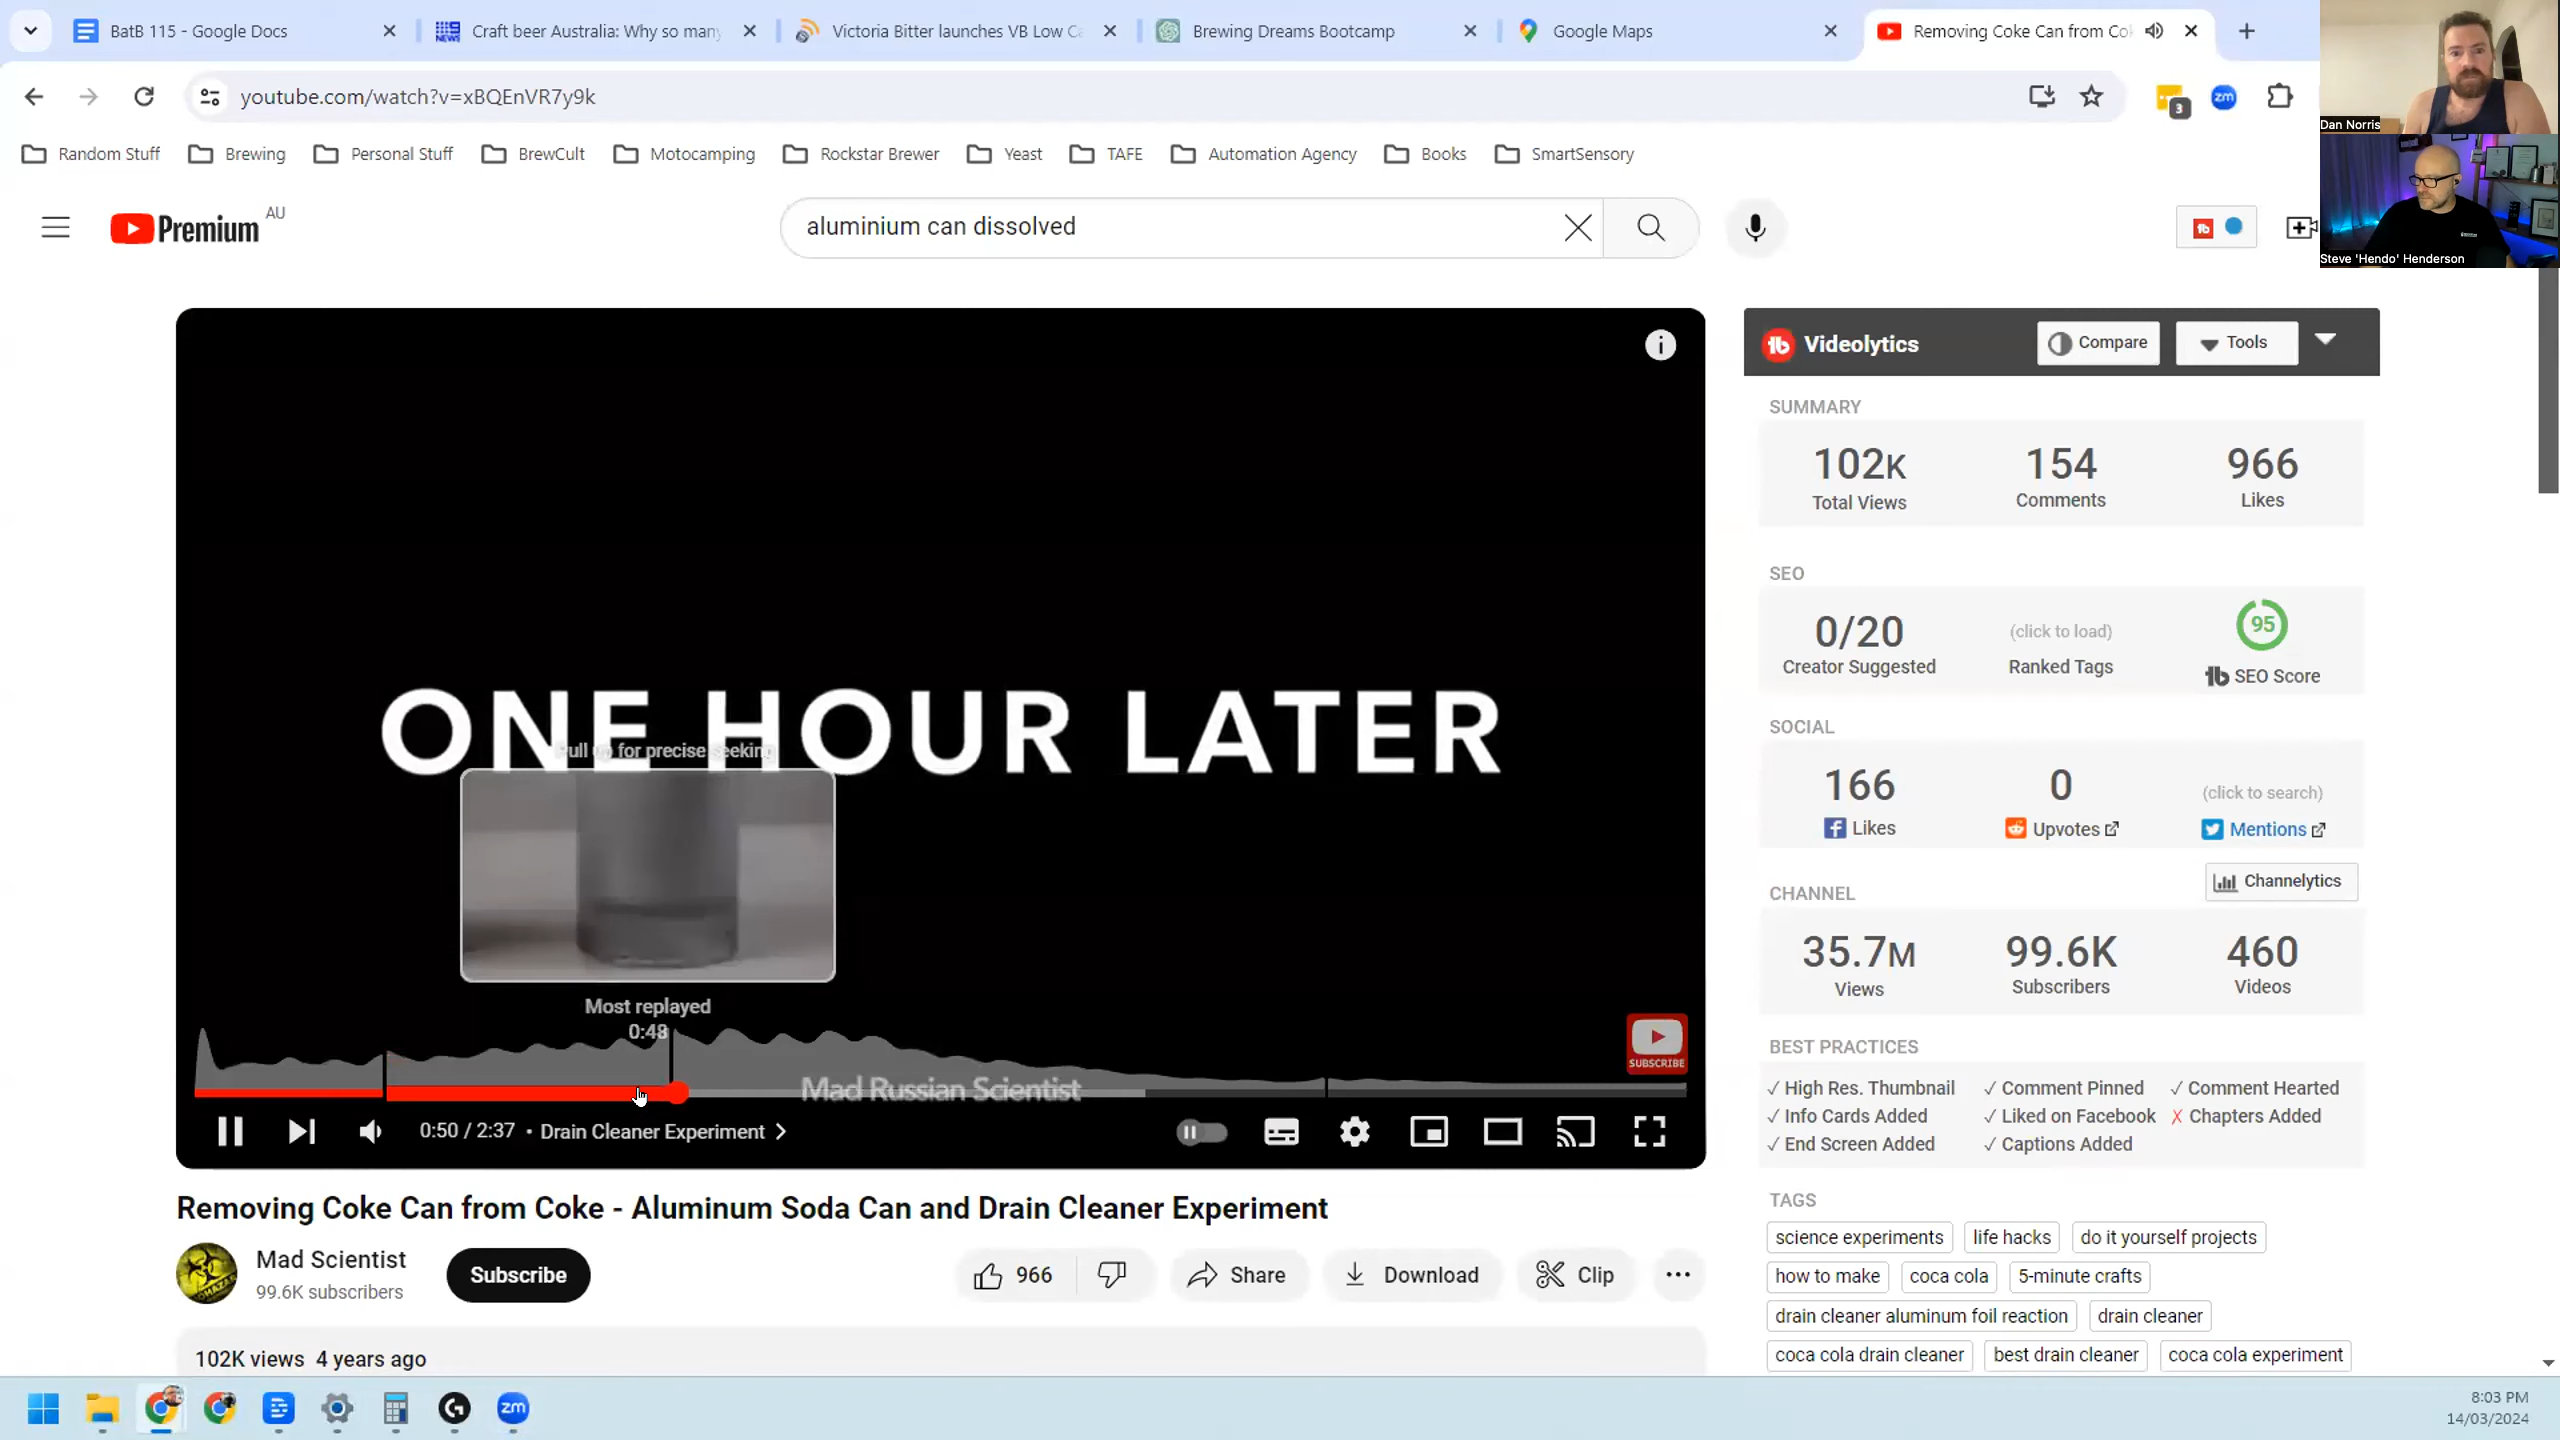 BatB 115 - Google Docs
Craft beer Australia: Why so many
Victoria Bitter launches VB Low Ca
Brewing Dreams Bootcamp
Google Maps
Removing Coke Can from Co
youtube.com/watch?v=xBQEnVR7y9k
3
zm
Dan Norris
Random Stuff
Brewing
Personal Stuff
BrewCult
Motocamping
Rockstar Brewer
Yeast
TAFE
Automation Agency
Books
SmartSensory
Premium
AU
aluminium can dissolved
Steve 'Hendo' Henderson
ONE HOUR LATER
Pull up for precise seeking
Most replayed
0:48
SUBSCRIBE
Mad Russian Scientist
0:50 / 2:37 • Drain Cleaner Experiment
Removing Coke Can from Coke - Aluminum Soda Can and Drain Cleaner Experiment
Mad Scientist
99.6K subscribers
Subscribe
966
Share
Download
Clip
102K views 4 years ago
Videolytics
Compare
Tools
SUMMARY
102K
154
966
Total Views
Comments
Likes
SEO
0/20
(click to load)
95
Creator Suggested
Ranked Tags
SEO Score
SOCIAL
166
0
(click to search)
Likes
Upvotes
Mentions
Channelytics
CHANNEL
35.7M
99.6K
460
Views
Subscribers
Videos
BEST PRACTICES
✓ High Res. Thumbnail ✓ Comment Pinned ✓ Comment Hearted
✓ Info Cards Added ✓ Liked on Facebook ✗ Chapters Added
✓ End Screen Added ✓ Captions Added
TAGS
science experiments life hacks do it yourself projects
how to make coca cola 5-minute crafts
drain cleaner aluminum foil reaction drain cleaner
coca cola drain cleaner best drain cleaner coca cola experiment
zm
8:03 PM
14/03/2024